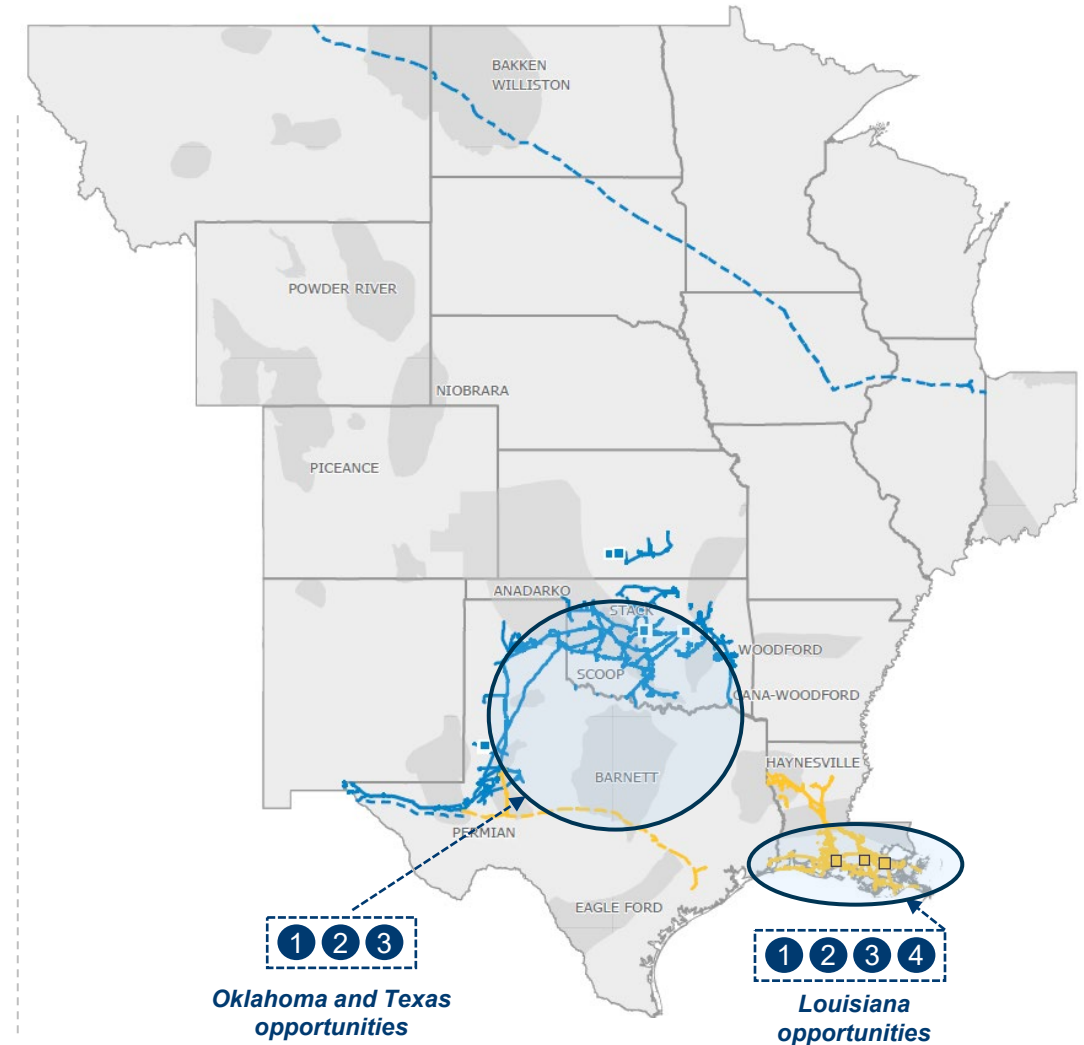 BAKKEN
WILLISTON
POWDER RIVER
NIOBRARA
PICEANCE
ANADARKO
STACK
WOODFORD
SCOOP
CANA-WOODFORD
HAYNESVILLE
BARNETT
PERMIAN
EAGLE FORD
1 2 3
1 2 3 4
Oklahoma and Texas
opportunities
Louisiana
opportunities